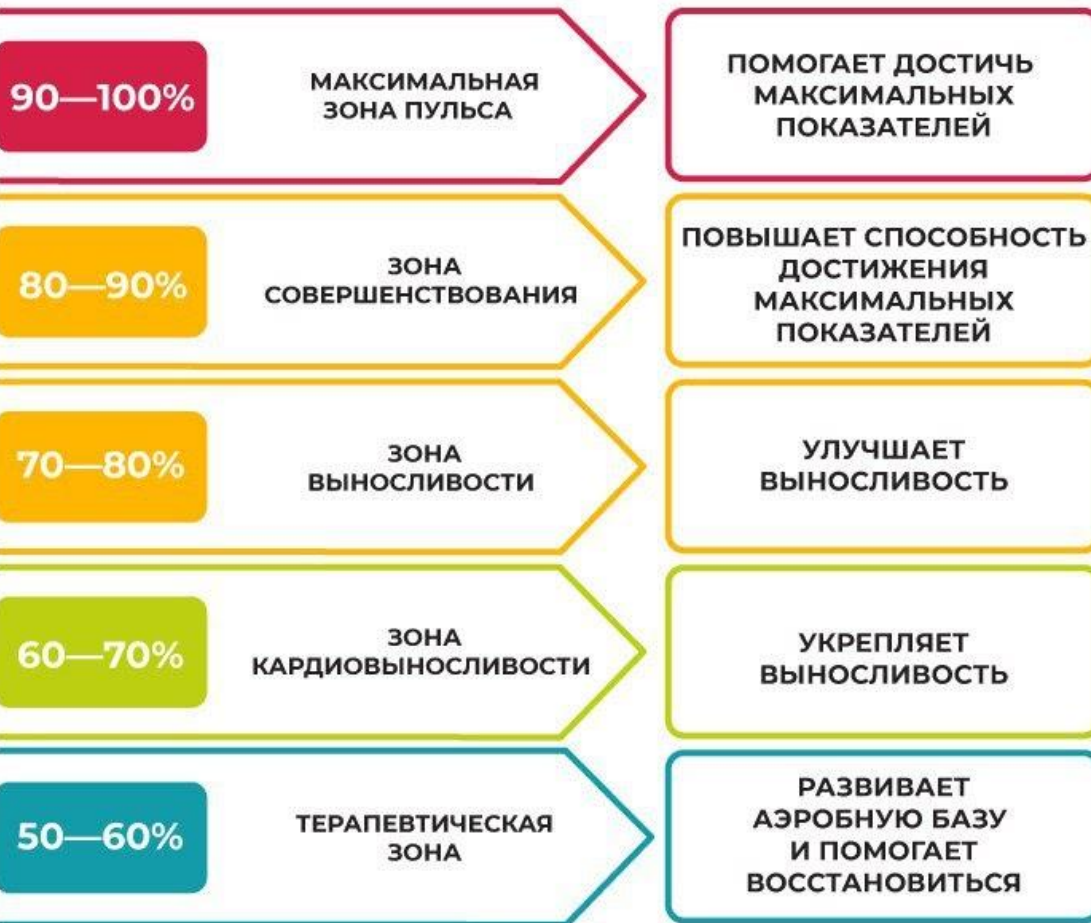 90—100%
МАКСИМАЛЬНАЯ
ЗОНА ПУЛЬСА
ПОМОГАЕТ ДОСТИЧЬ
МАКСИМАЛЬНЫХ
ПОКАЗАТЕЛЕЙ
80—90%
ЗОНА
СОВЕРШЕНСТВОВАНИЯ
ПОВЫШАЕТ СПОСОБНОСТЬ
ДОСТИЖЕНИЯ
МАКСИМАЛЬНЫХ
ПОКАЗАТЕЛЕЙ
70—80%
ЗОНА
ВЫНОСЛИВОСТИ
УЛУЧШАЕТ
ВЫНОСЛИВОСТЬ
60—70%
ЗОНА
КАРДИОВЫНОСЛИВОСТИ
УКРЕПЛЯЕТ
ВЫНОСЛИВОСТЬ
50—60%
ТЕРАПЕВТИЧЕСКАЯ
ЗОНА
РАЗВИВАЕТ
АЭРОБНУЮ БАЗУ
И ПОМОГАЕТ
ВОССТАНОВИТЬСЯ